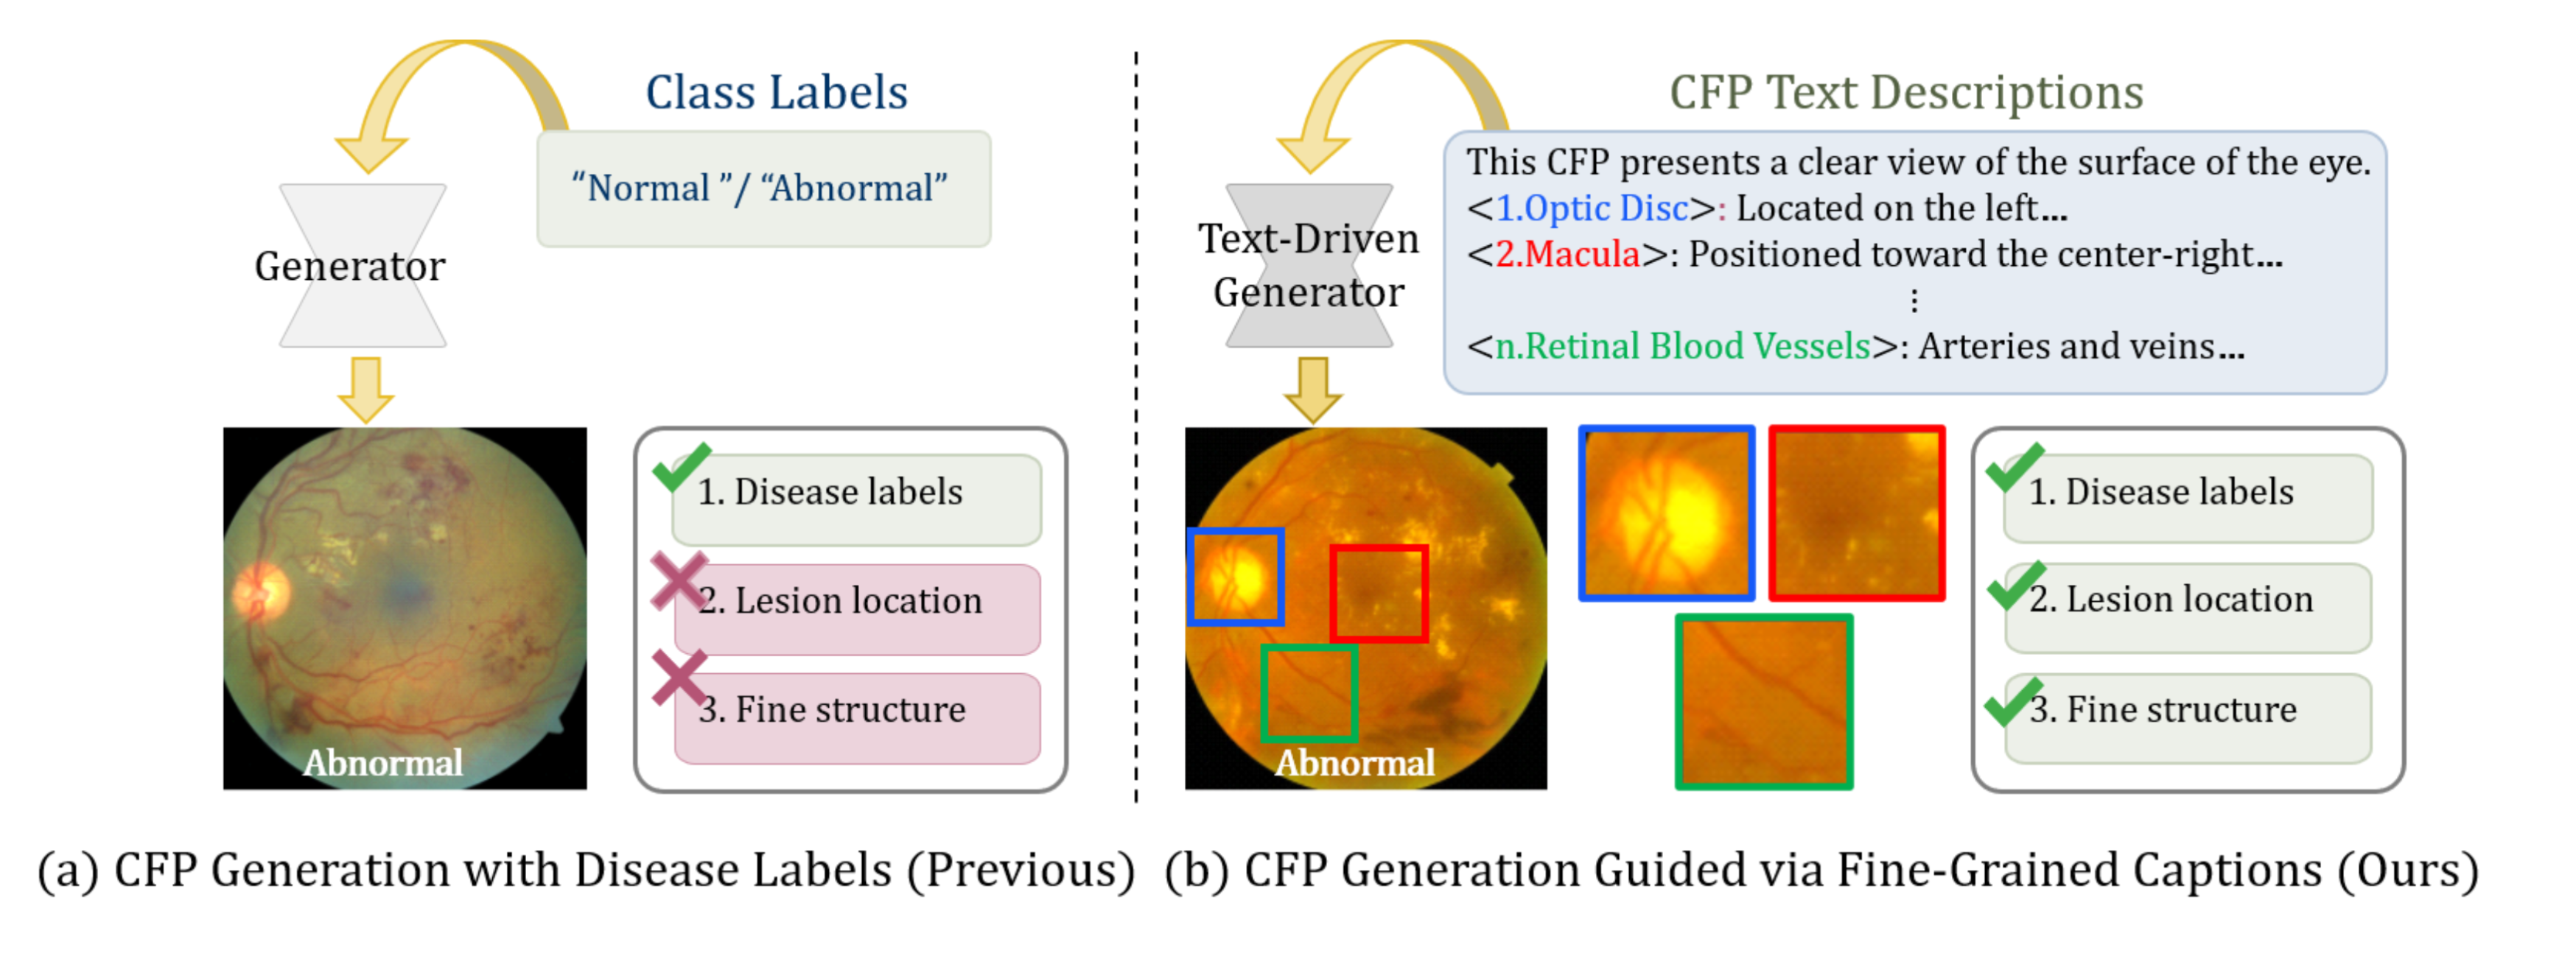 Class Labels
“Normal ”/ “Abnormal”
Generator
1. Disease labels
2. Lesion location
3. Fine structure
Abnormal
(a) CFP Generation with Disease Labels (Previous)
CFP Text Descriptions
This CFP presents a clear view of the surface of the eye.
<1.Optic Disc>: Located on the left...
<2.Macula>: Positioned toward the center-right...
⋮
<n.Retinal Blood Vessels>: Arteries and veins...
Text-Driven
Generator
Abnormal
1. Disease labels
2. Lesion location
3. Fine structure
(b) CFP Generation Guided via Fine-Grained Captions (Ours)